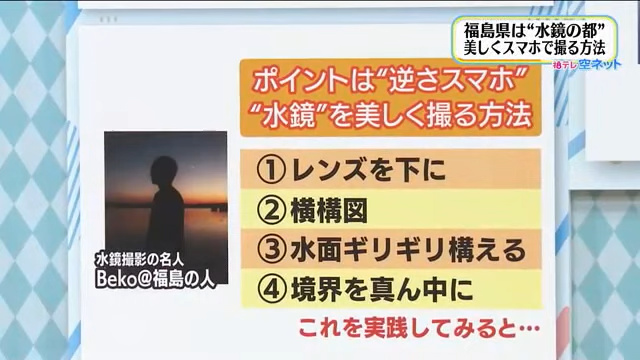 福島県は“水鏡の都”
美しくスマホで撮る方法
福テレ空ネット
ポイントは“逆さスマホ”
“水鏡”を美しく撮る方法
①レンズを下に
②横構図
③水面ギリギリ構える
④境界を真ん中に
水鏡撮影の名人
Beko@福島の人
これを実践してみると…